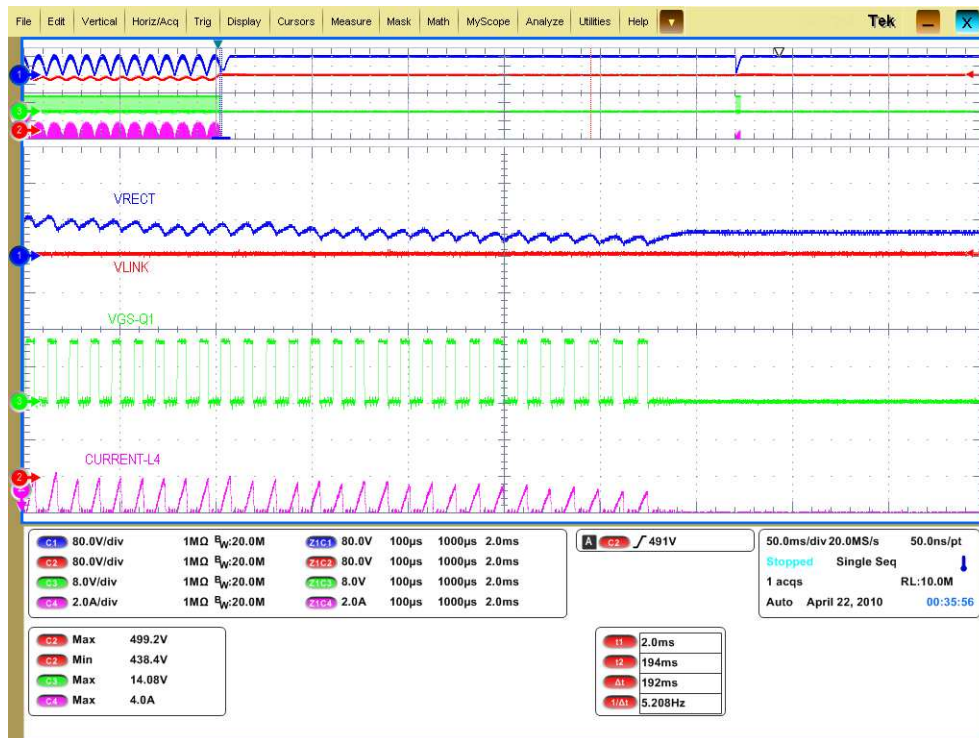 File Edit Vertical Horiz/Acq Trig Display Cursors Measure Mask Math MyScope Analyze Utilities Help Tek X
1
3
2
VRECT
1
VLINK
VGS-Q1
3
CURRENT-L4
2
C1 80.0V/div 1MΩ BW:20.0M Z1C1 80.0V 100µs 1000µs 2.0ms
C2 80.0V/div 1MΩ BW:20.0M Z1C2 80.0V 100µs 1000µs 2.0ms
C3 8.0V/div 1MΩ BW:20.0M Z1C3 8.0V 100µs 1000µs 2.0ms
C4 2.0A/div 1MΩ BW:20.0M Z1C4 2.0A 100µs 1000µs 2.0ms
A C2 491V
50.0ms/div 20.0MS/s 50.0ns/pt
Stopped Single Seq
1 acqs RL:10.0M
Auto April 22, 2010 00:35:56
C2 Max 499.2V
C2 Min 438.4V
C3 Max 14.08V
C4 Max 4.0A
t1 2.0ms
t2 194ms
Δt 192ms
1/Δt 5.208Hz